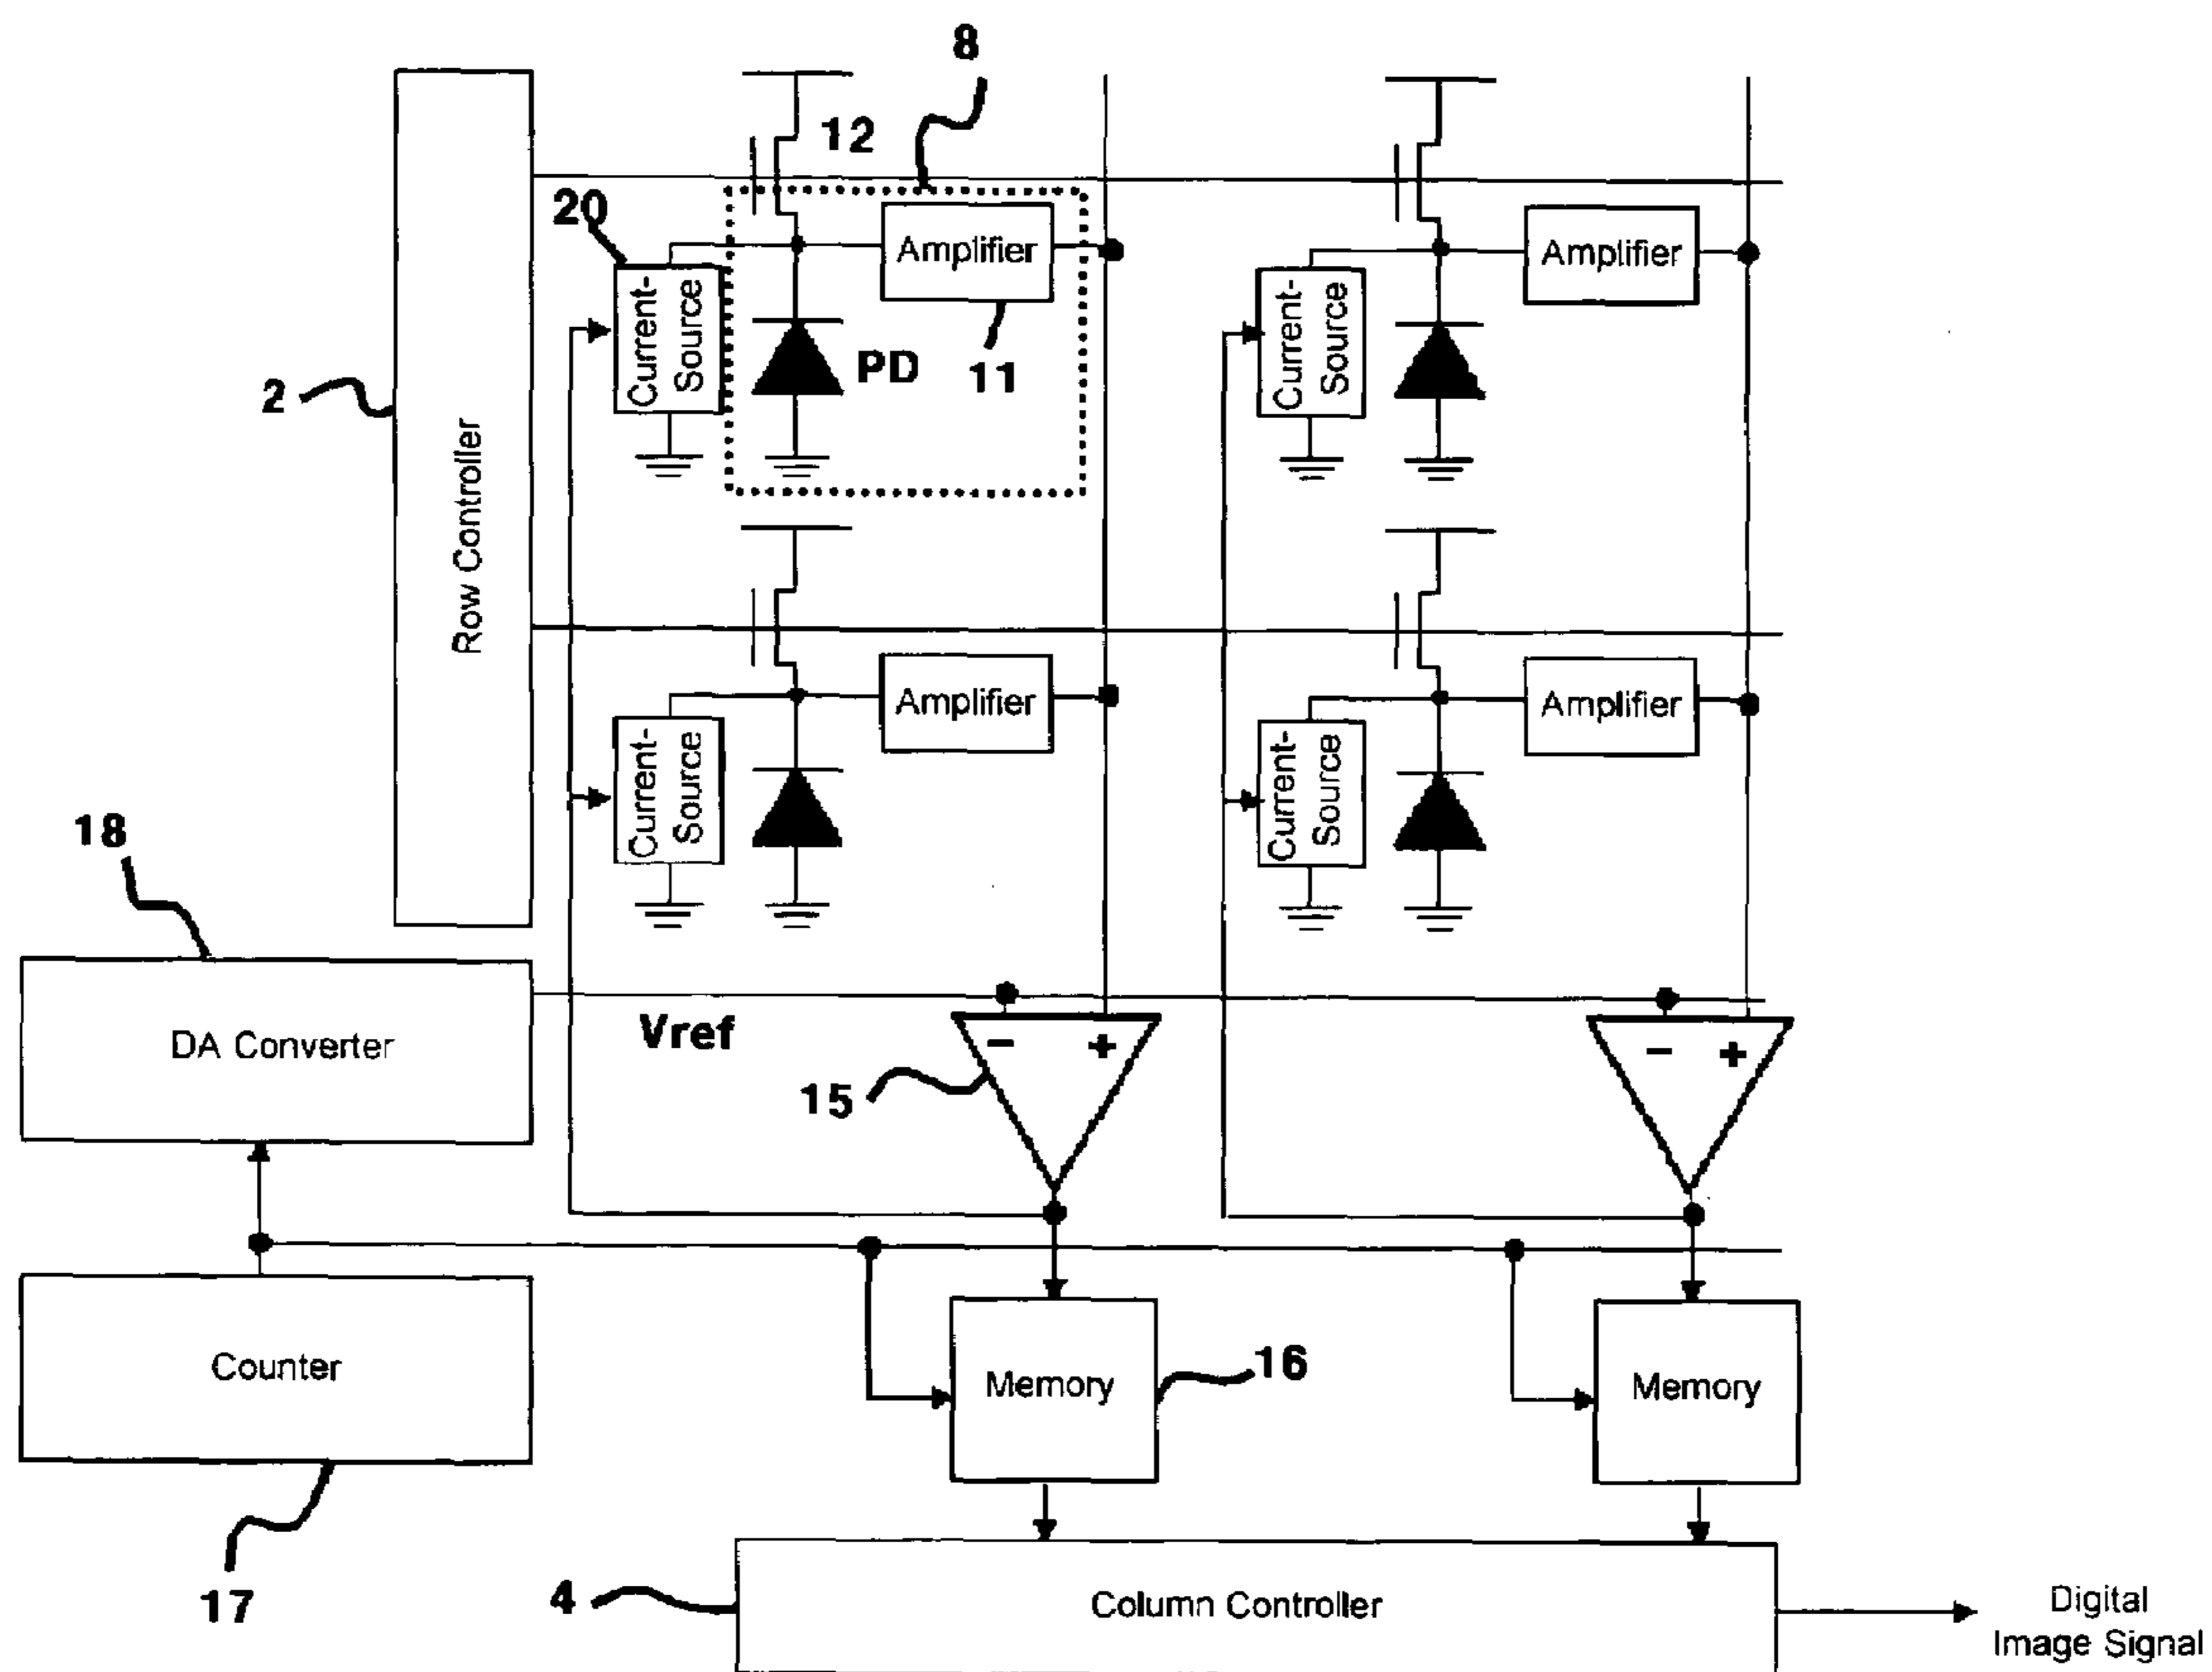 8
12
20
Amplifier
Amplifier
Current-
Source
PD
11
Current-
Source
2
Row Controller
Amplifier
Amplifier
Current-
Source
Current-
Source
18
DA Converter
Vref
− +
− +
15
Counter
Memory
16
Memory
17
4
Column Controller
Digital
Image Signal